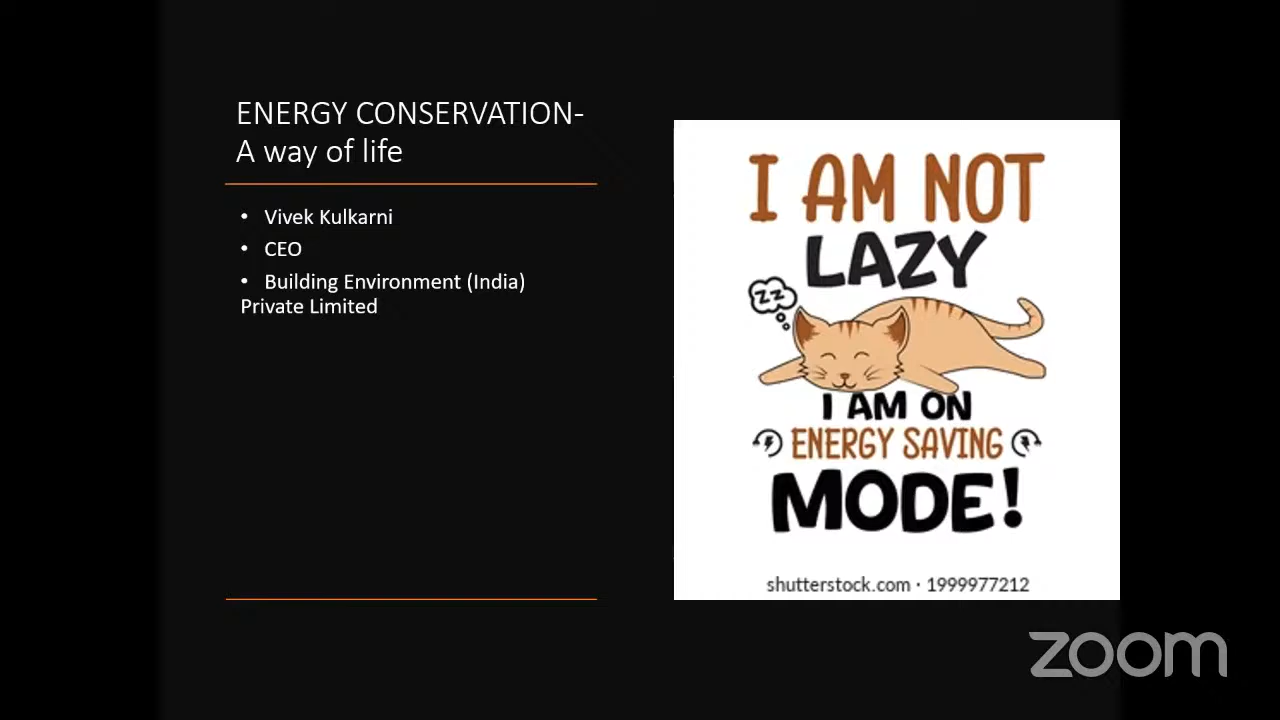 ENERGY CONSERVATION-
A way of life
• Vivek Kulkarni
• CEO
• Building Environment (India)
Private Limited
I AM NOT
LAZY
Zz
I AM ON
ENERGY SAVING
MODE!
shutterstock.com · 1999977212
zoom